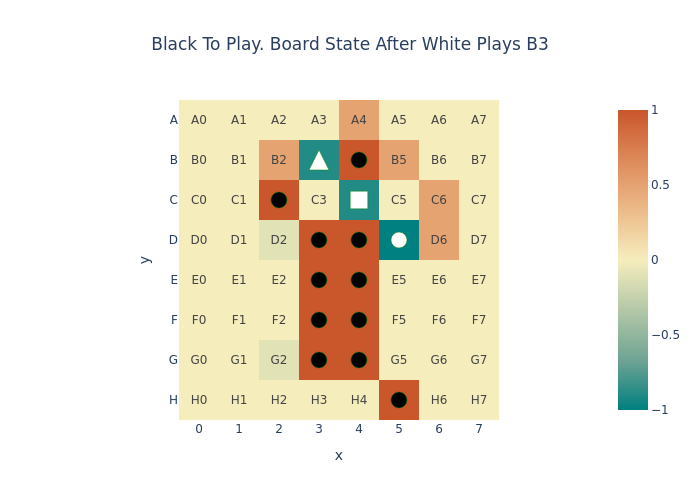 Black To Play. Board State After White Plays B3
A A0 A1 A2 A3 A4 A5 A6 A7
B B0 B1 B2 B5 B6 B7
C C0 C1 C3 C5 C6 C7
D D0 D1 D2 D6 D7
E E0 E1 E2 E5 E6 E7
F F0 F1 F2 F5 F6 F7
G G0 G1 G2 G5 G6 G7
H H0 H1 H2 H3 H4 H6 H7
0 1 2 3 4 5 6 7
x
y
1
0.5
0
−0.5
−1